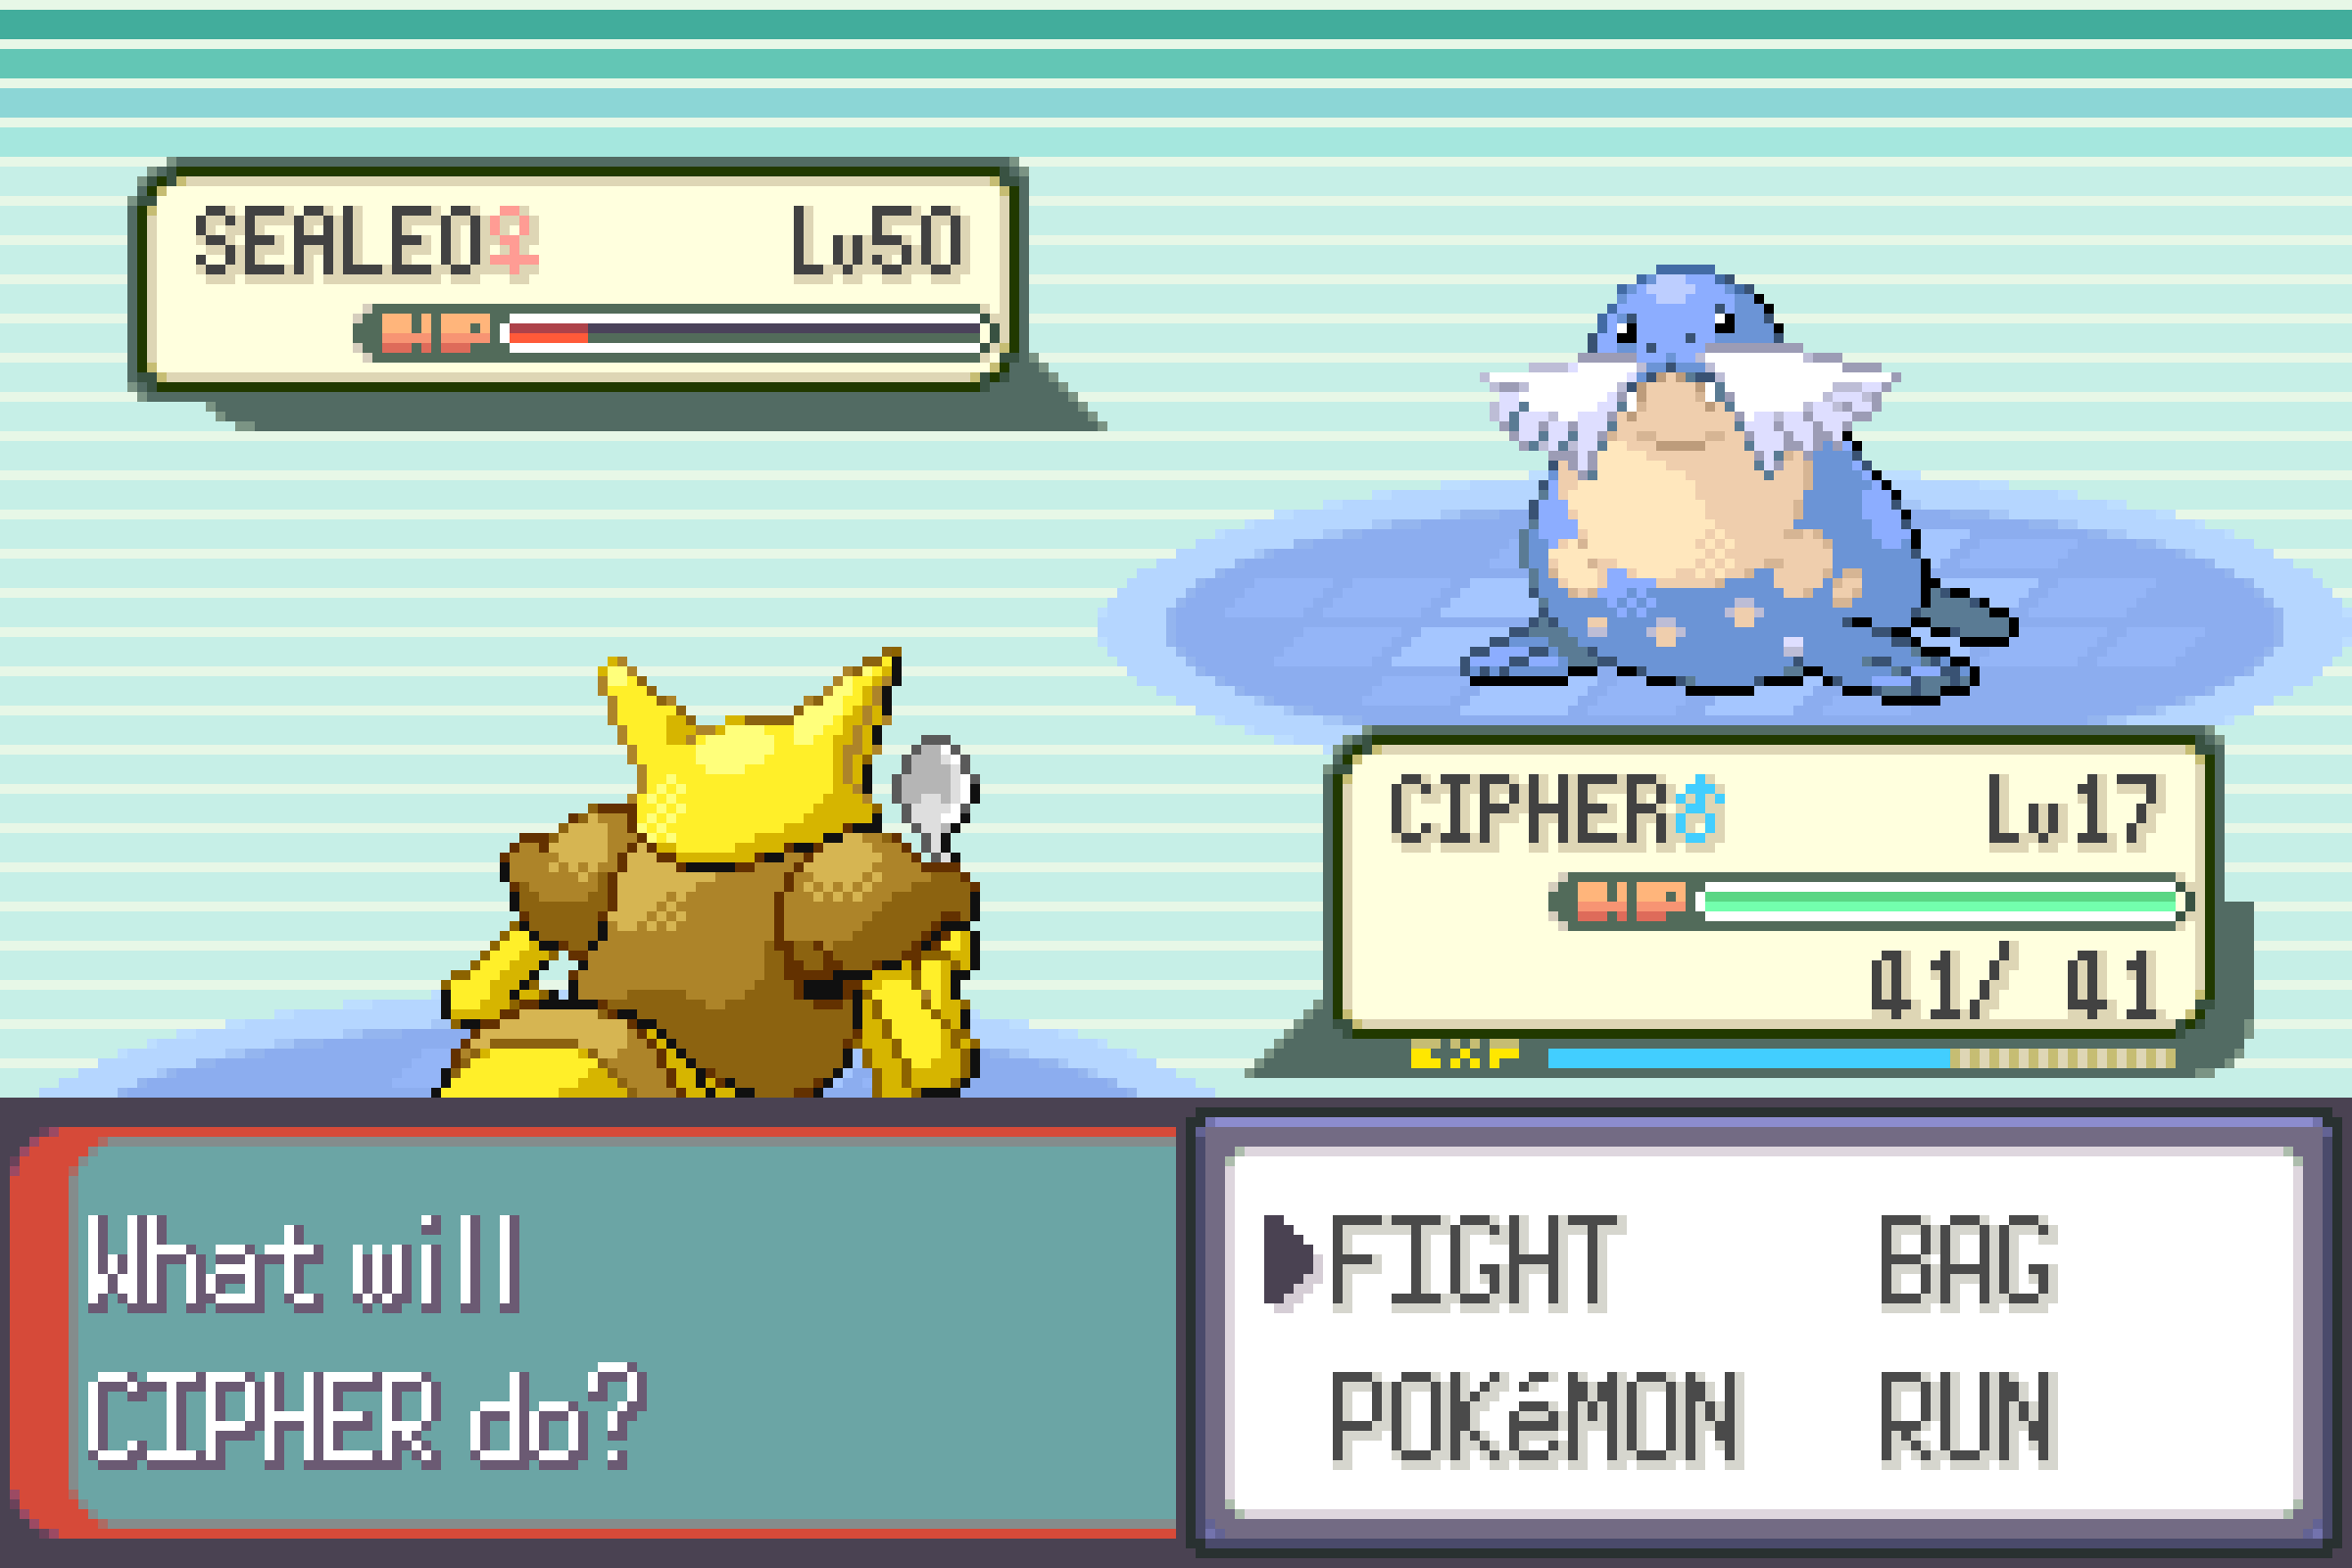 SEALEO♀ Lv50
HP
CIPHER♂ Lv17
HP
41/ 41
EXP
What will
CIPHER do?
FIGHT BAG
POKéMON RUN